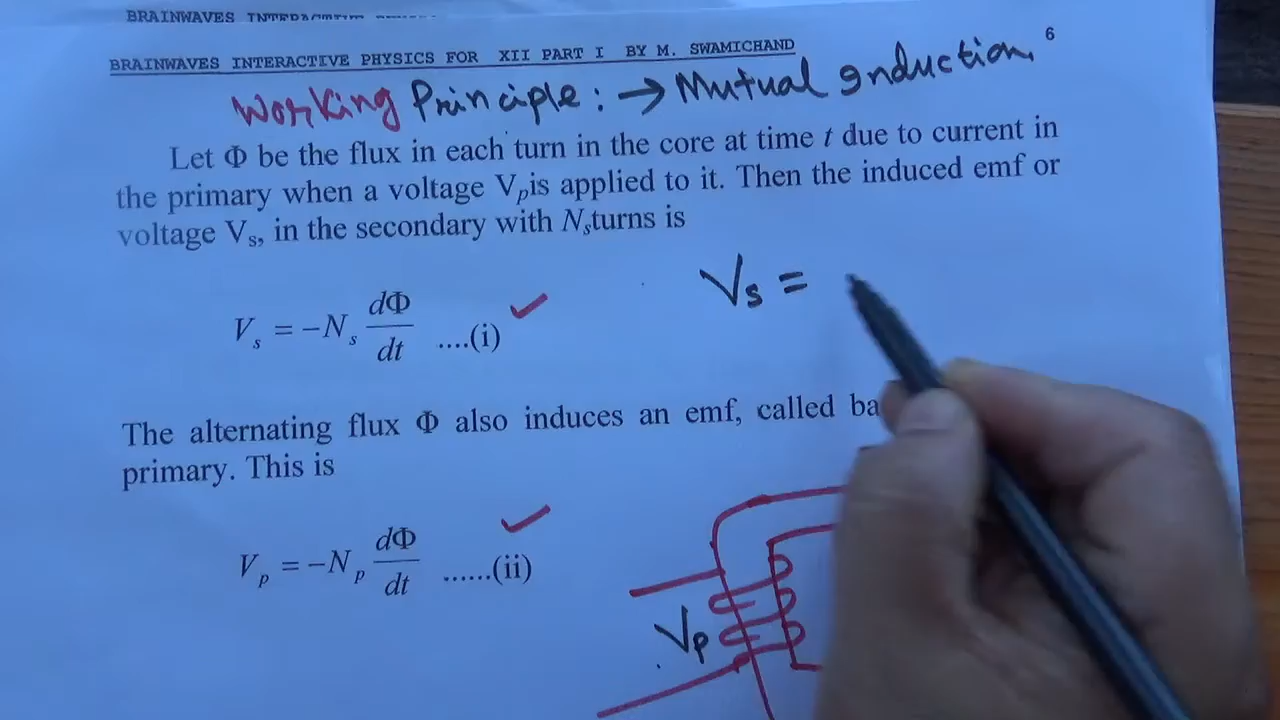 BRAINWAVES
BRAINWAVES INTERACTIVE PHYSICS FOR XII PART I BY M. SWAMICHAND
6
Working Principle: → Mutual Induction.
Let Φ be the flux in each turn in the core at time t due to current in
the primary when a voltage Vp is applied to it. Then the induced emf or
voltage Vs, in the secondary with Ns turns is
Vs =
Vs = -Ns dΦ/dt ....(i)
The alternating flux Φ also induces an emf, called ba
primary. This is
Vp = -Np dΦ/dt ......(ii)
Vp